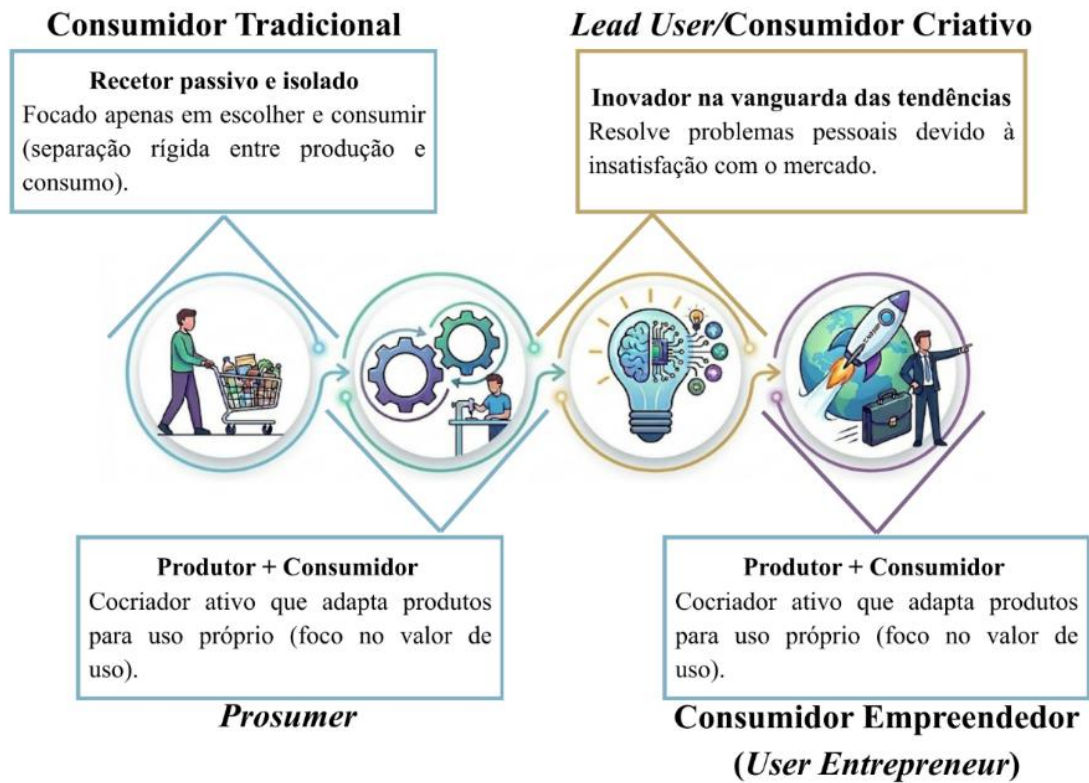 Consumidor Tradicional
Recetor passivo e isolado
Focado apenas em escolher e consumir
(separação rígida entre produção e
consumo).
Lead User/Consumidor Criativo
Inovador na vanguarda das tendências
Resolve problemas pessoais devido à
insatisfação com o mercado.
Produtor + Consumidor
Cocriador ativo que adapta produtos
para uso próprio (foco no valor de
uso).
Prosumer
Produtor + Consumidor
Cocriador ativo que adapta produtos
para uso próprio (foco no valor de
uso).
Consumidor Empreendedor
(User Entrepreneur)